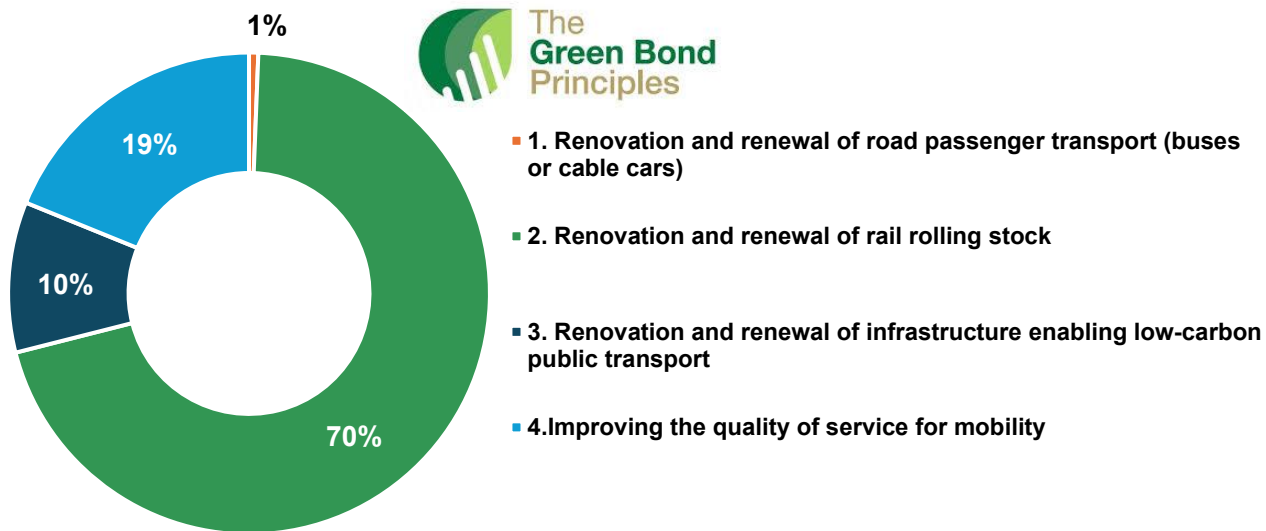 1%
The
Green Bond
Principles
19%
10%
70%
1. Renovation and renewal of road passenger transport (buses
or cable cars)
2. Renovation and renewal of rail rolling stock
3. Renovation and renewal of infrastructure enabling low-carbon
public transport
4.Improving the quality of service for mobility